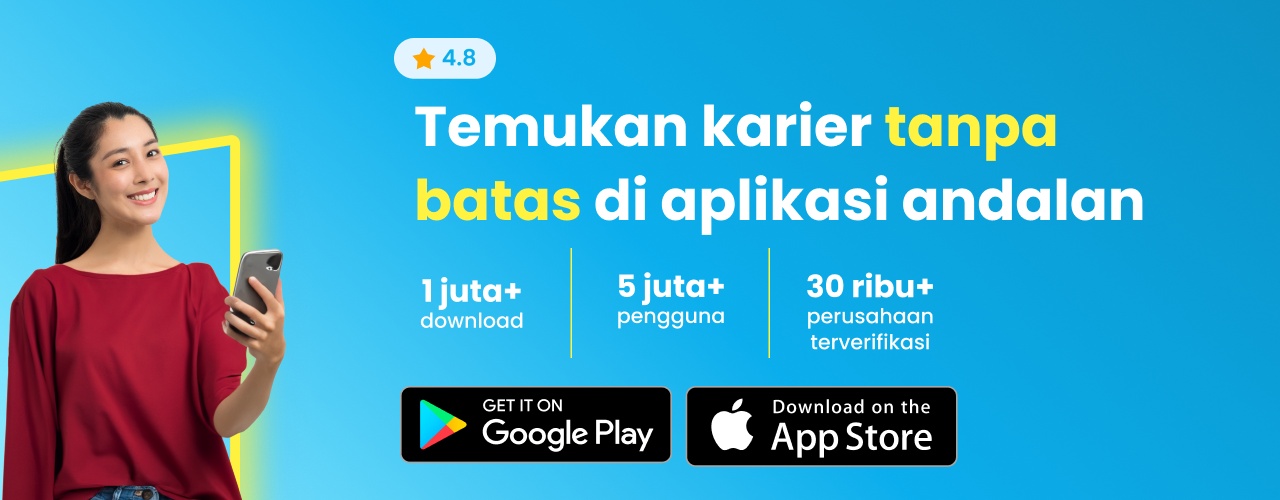 4.8
Temukan karier tanpa
batas di aplikasi andalan
1 juta+
download
5 juta+
pengguna
30 ribu+
perusahaan
terverifikasi
GET IT ON
Google Play
Download on the
App Store